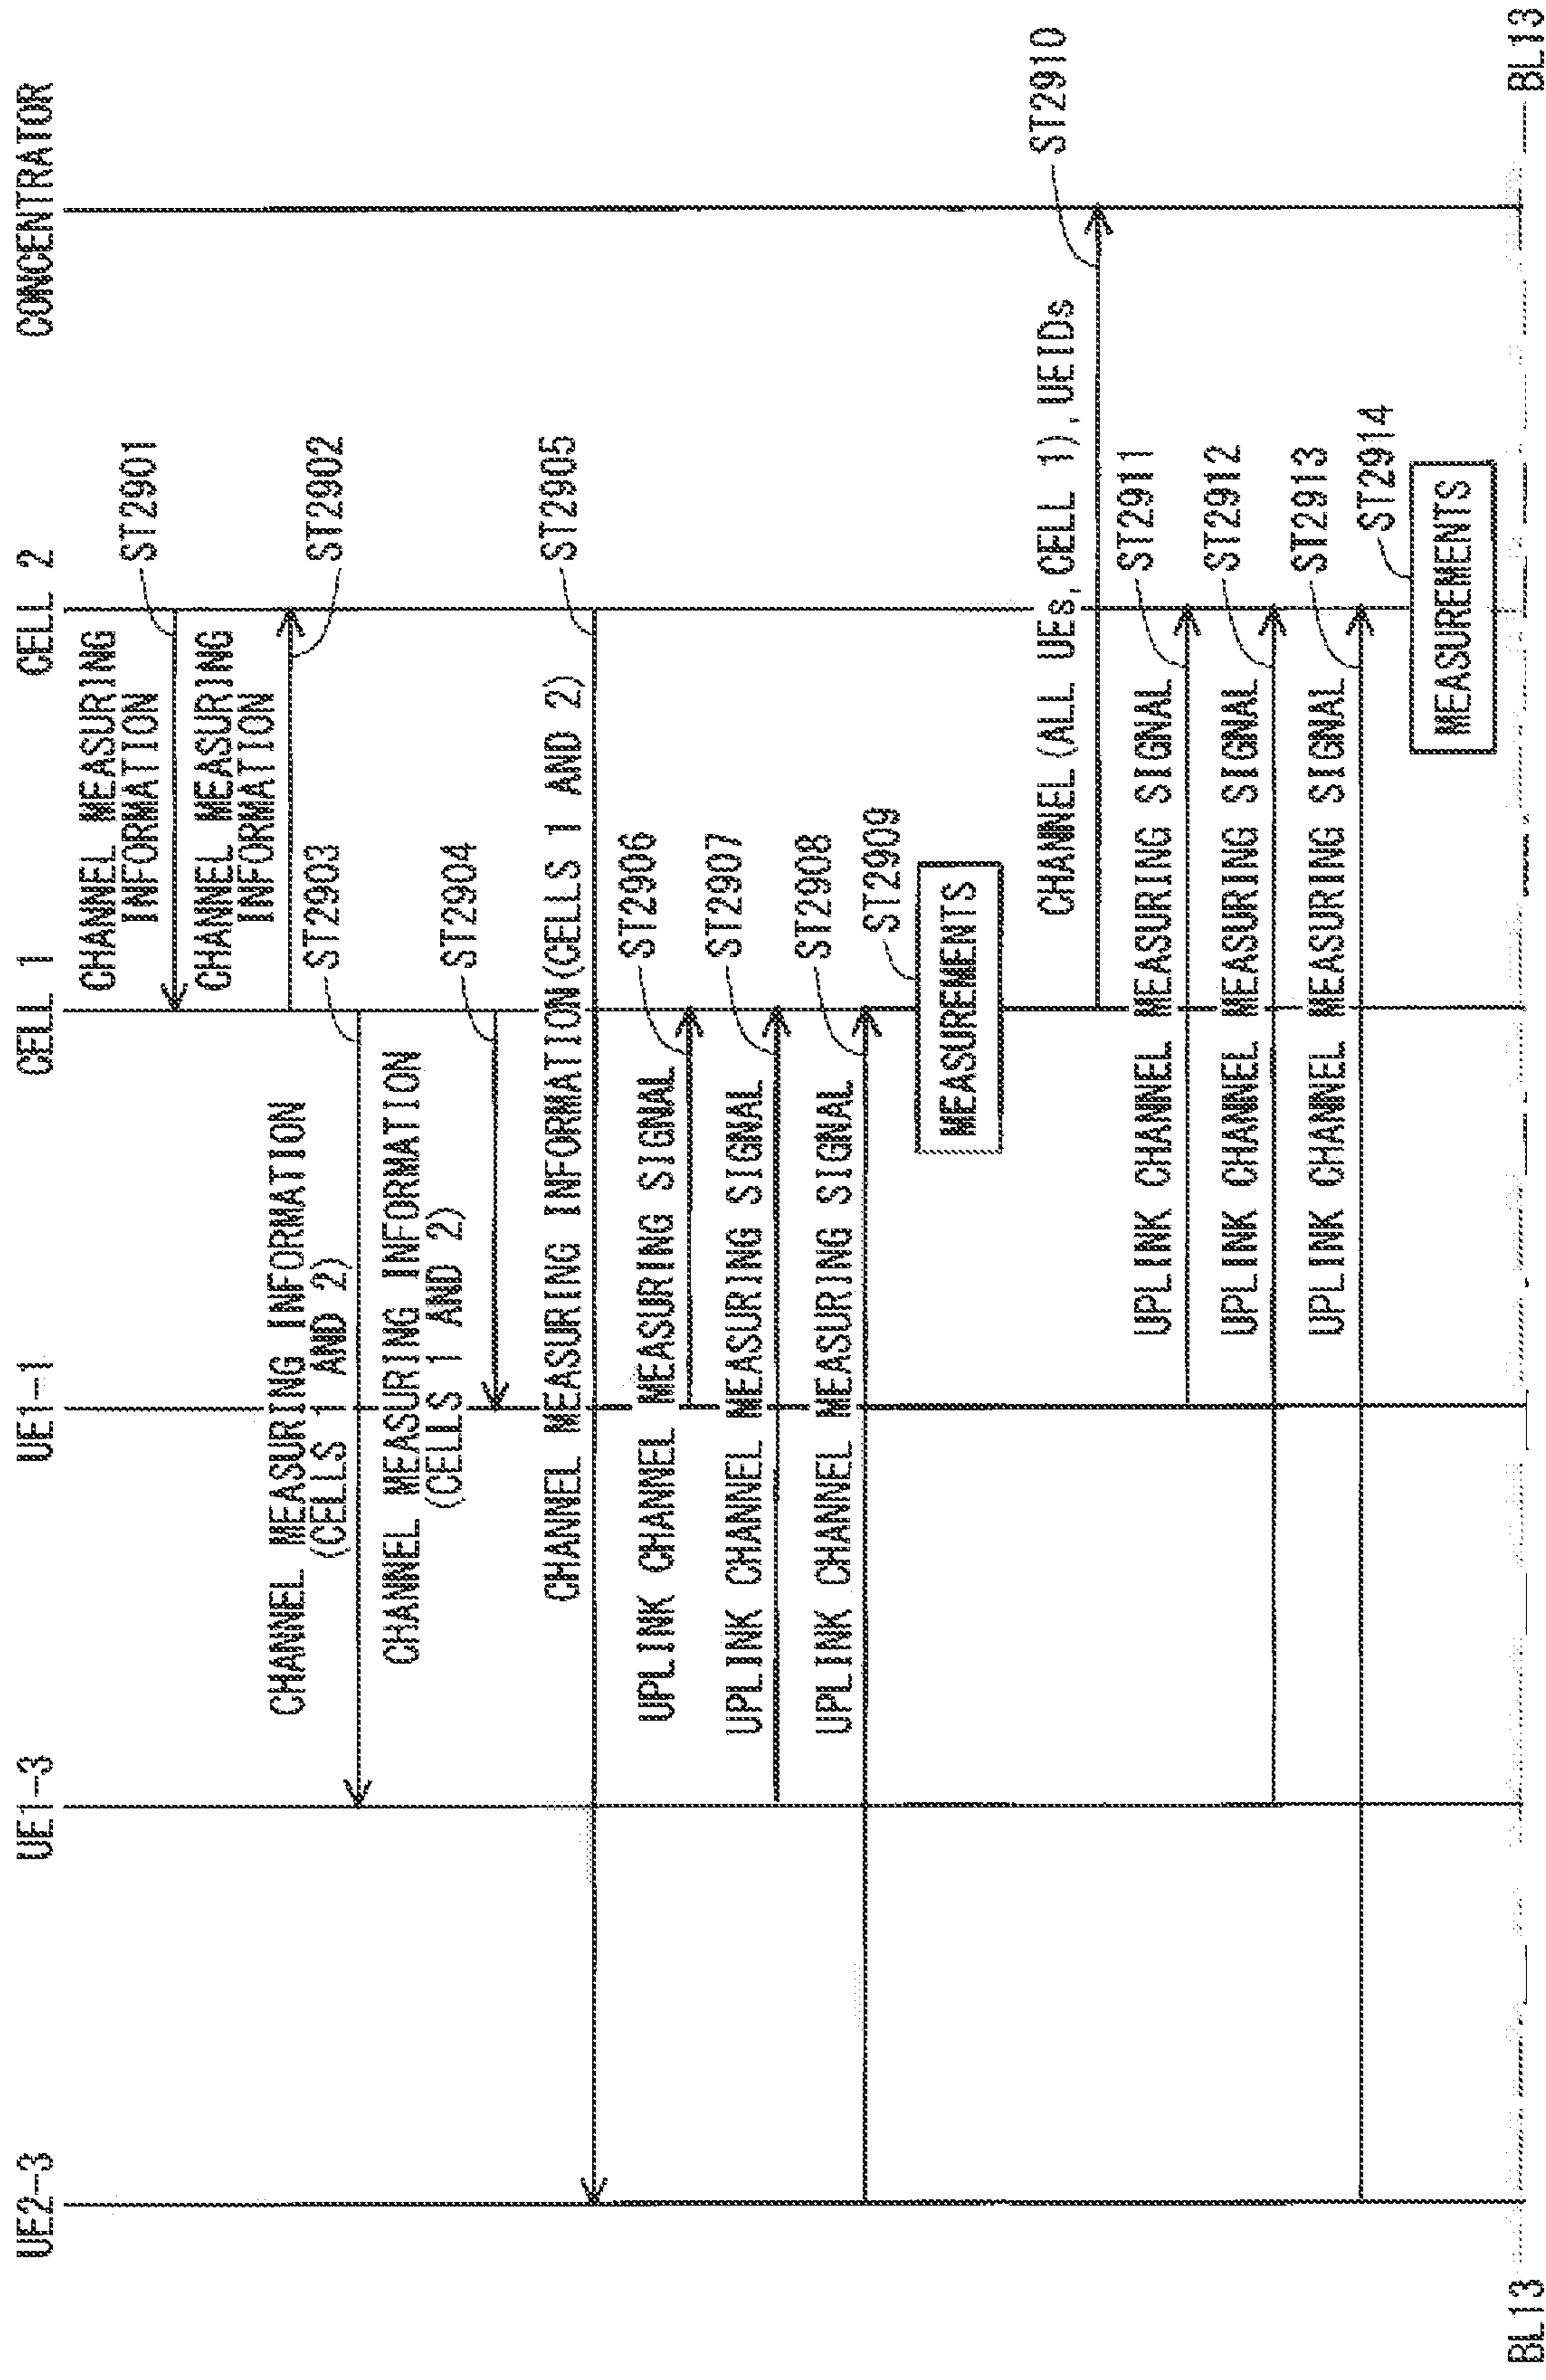 UE2-3
UE1-3
UE1-1
CELL 1
CELL 2
CONCENTRATOR
CHANNEL MEASURING
INFORMATION
ST2901
CHANNEL MEASURING
INFORMATION
ST2902
CHANNEL MEASURING INFORMATION
(CELLS 1 AND 2)
ST2903
CHANNEL MEASURING INFORMATION
(CELLS 1 AND 2)
ST2904
CHANNEL MEASURING INFORMATION(CELLS 1 AND 2)
ST2905
UPLINK CHANNEL MEASURING SIGNAL
ST2906
UPLINK CHANNEL MEASURING SIGNAL
ST2907
UPLINK CHANNEL MEASURING SIGNAL
ST2908
ST2909
MEASUREMENTS
CHANNEL(ALL UEs, CELL 1), UEIDs
ST2910
UPLINK CHANNEL MEASURING SIGNAL
ST2911
UPLINK CHANNEL MEASURING SIGNAL
ST2912
UPLINK CHANNEL MEASURING SIGNAL
ST2913
ST2914
MEASUREMENTS
BL13
BL13